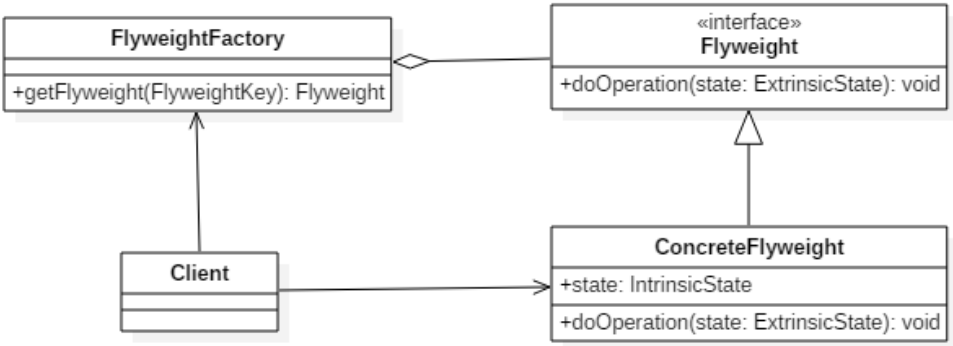 FlyweightFactory
+getFlyweight(FlyweightKey): Flyweight
«interface»
Flyweight
+doOperation(state: ExtrinsicState): void
Client
ConcreteFlyweight
+state: IntrinsicState
+doOperation(state: ExtrinsicState): void